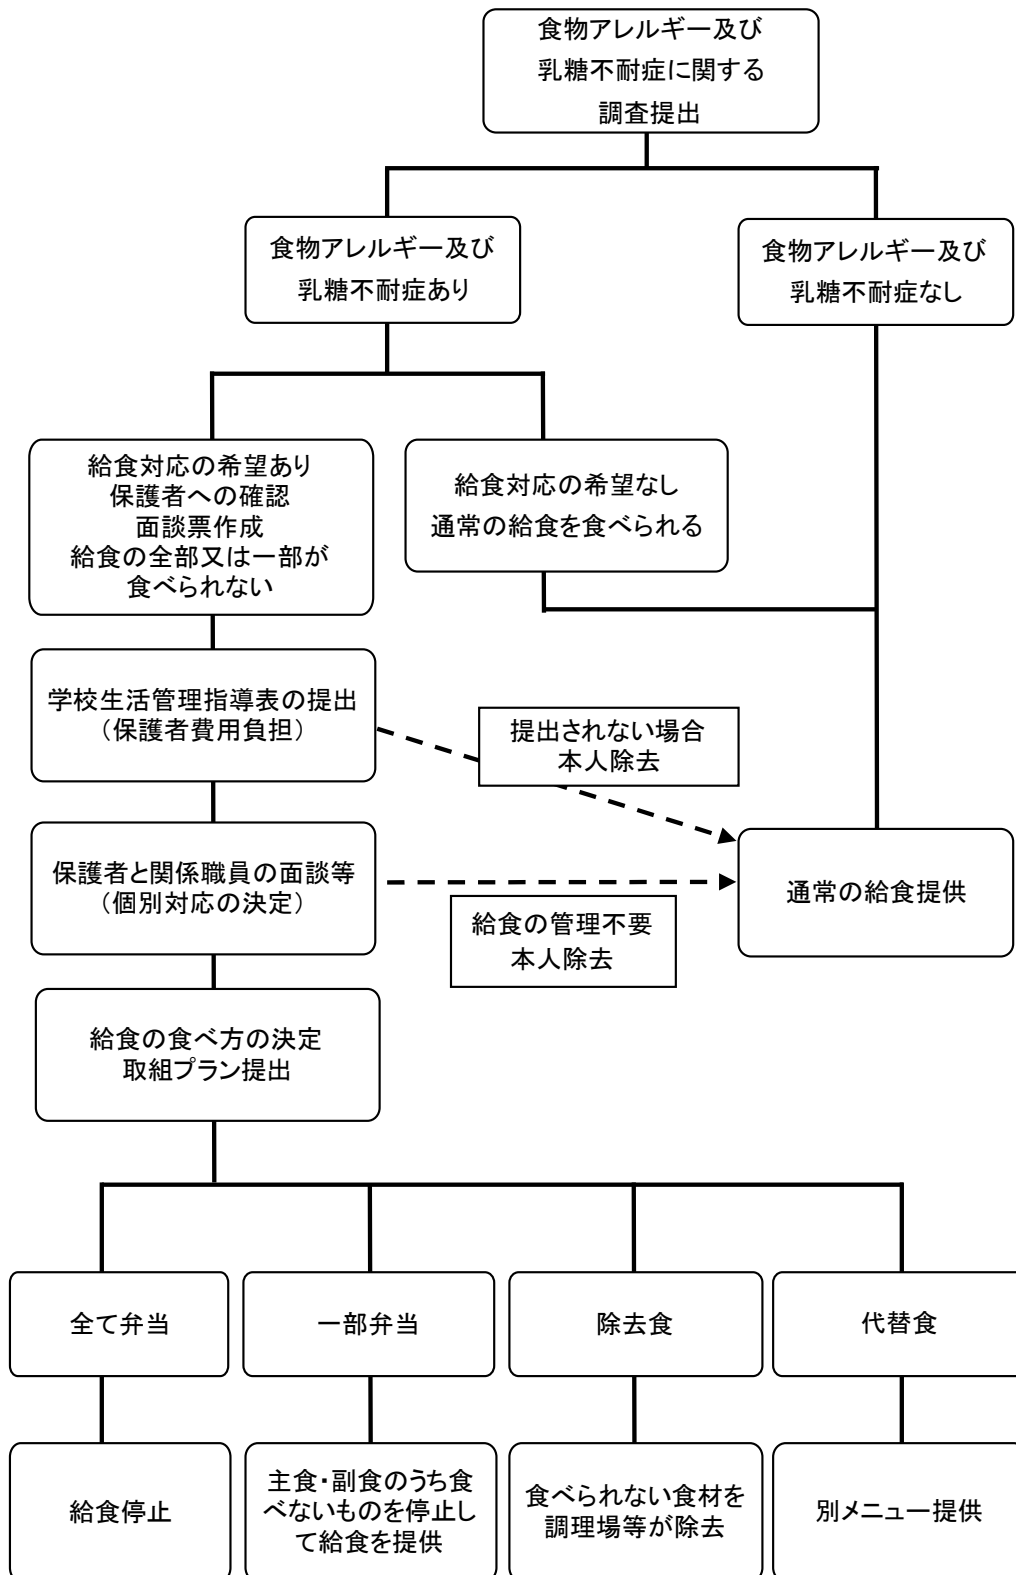 食物アレルギー及び
乳糖不耐症に関する
調査提出
食物アレルギー及び
乳糖不耐症あり
食物アレルギー及び
乳糖不耐症なし
給食対応の希望あり
保護者への確認
面談票作成
給食の全部又は一部が
食べられない
給食対応の希望なし
通常の給食を食べられる
学校生活管理指導表の提出
（保護者費用負担）
提出されない場合
本人除去
保護者と関係職員の面談等
（個別対応の決定）
給食の管理不要
本人除去
通常の給食提供
給食の食べ方の決定
取組プラン提出
全て弁当
一部弁当
除去食
代替食
給食停止
主食・副食のうち食
べないものを停止し
て給食を提供
食べられない食材を
調理場等が除去
別メニュー提供